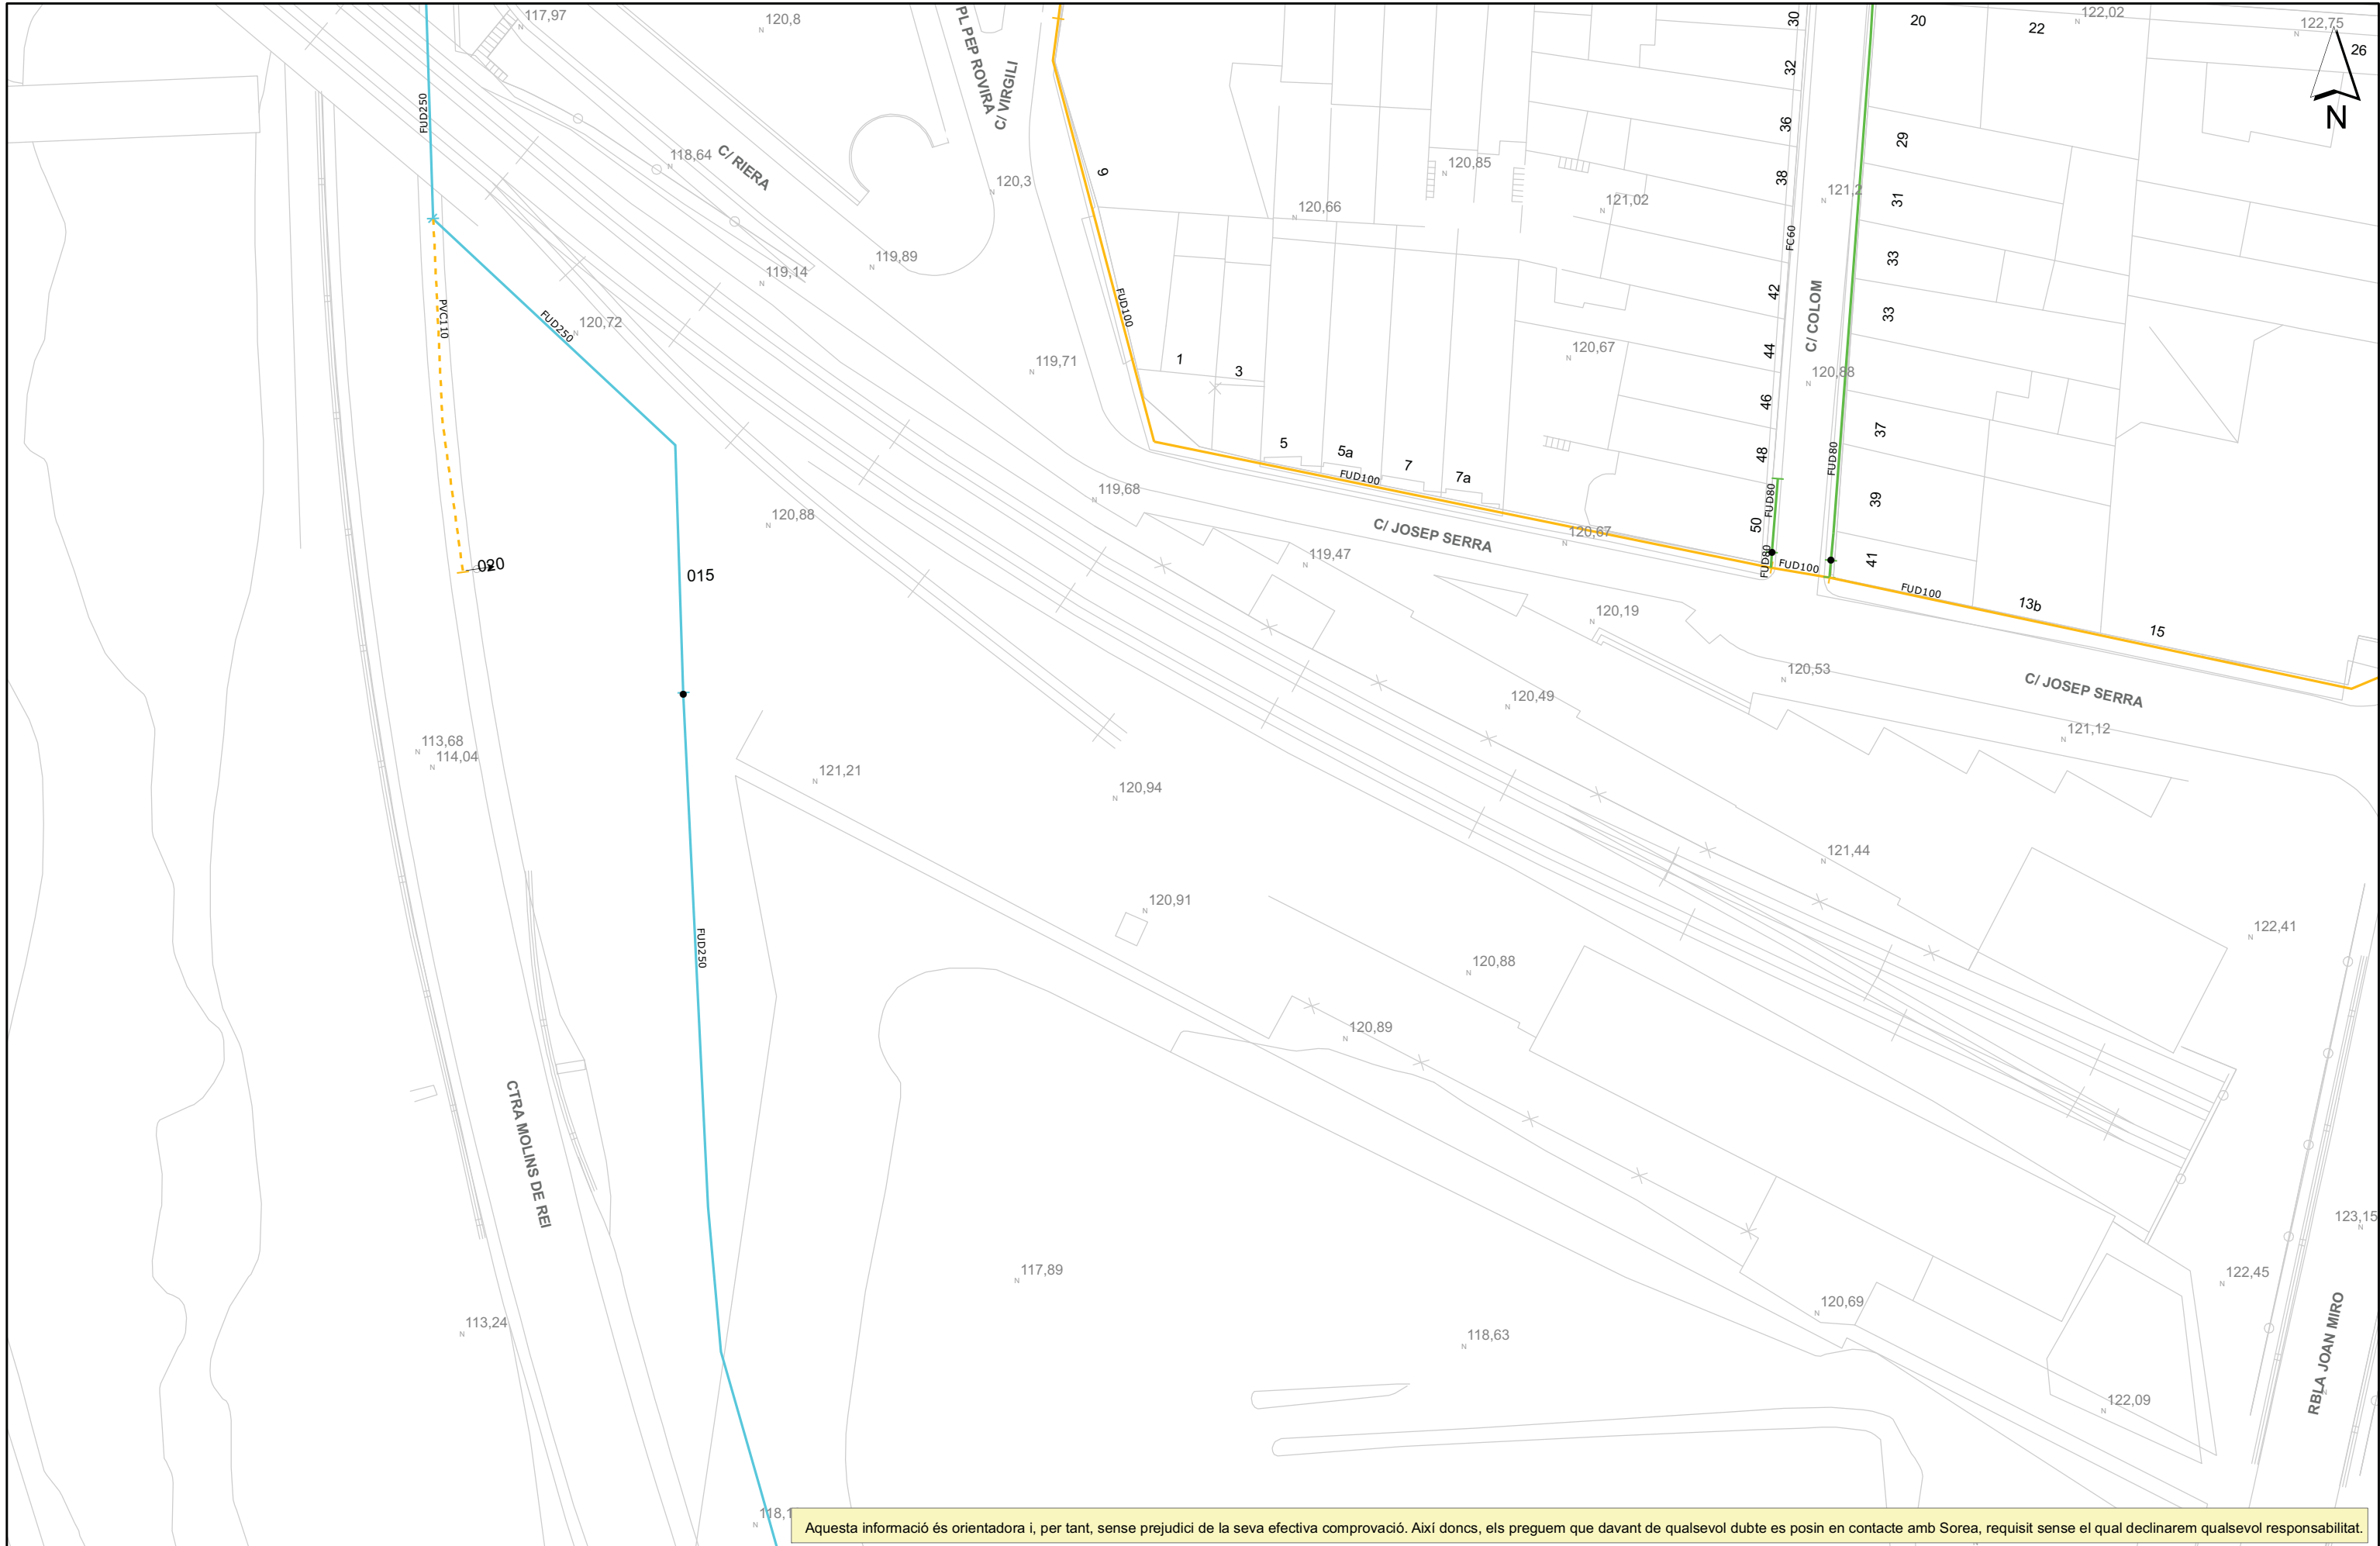 117,97
120,8
PL PEP ROVIRA
C/ VIRGILI
30
20
22
122,02
122,75
26
N
32
FUD250
36
29
118,64
C/ RIERA
120,3
9
120,85
38
121,2
31
120,66
121,02
FC60
119,89
119,14
33
42
33
PVC110
FUD250
120,72
FUD100
C/ COLOM
119,71
1
3
120,67
44
120,88
46
37
5
5a
7
7a
FUD100
48
FUD80
119,68
FUD80
39
120,88
C/ JOSEP SERRA
120,67
50
119,47
FUD80
FUD100
41
020
015
FUD100
13b
120,19
15
120,53
C/ JOSEP SERRA
120,49
121,12
113,68
114,04
121,21
120,94
121,44
120,91
122,41
FUD250
120,88
120,89
CTRA MOLINS DE REI
123,15
117,89
122,45
120,69
113,24
118,63
RBLA JOAN MIRO
122,09
118,1
Aquesta informació és orientadora i, per tant, sense prejudici de la seva efectiva comprovació. Així doncs, els preguem que davant de qualsevol dubte es posin en contacte amb Sorea, requisit sense el qual declinarem qualsevol responsabilitat.